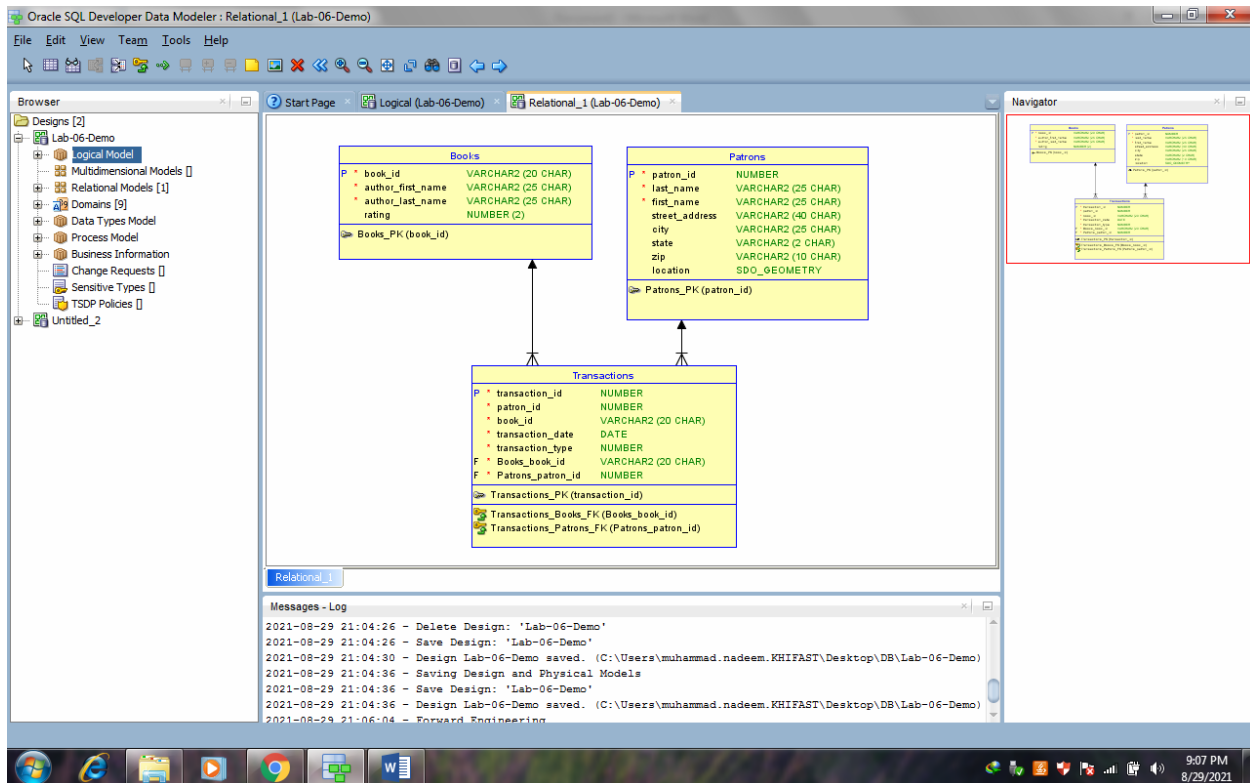 Oracle SQL Developer Data Modeler : Relational_1 (Lab-06-Demo)
File Edit View Team Tools Help
Browser
Designs [2]
Lab-06-Demo
Logical Model
Multidimensional Models []
Relational Models [1]
Domains [9]
Data Types Model
Process Model
Business Information
Change Requests []
Sensitive Types []
TSDP Policies []
Untitled_2
Start Page
Logical (Lab-06-Demo)
Relational_1 (Lab-06-Demo)
Books
P * book_id VARCHAR2 (20 CHAR)
* author_first_name VARCHAR2 (25 CHAR)
* author_last_name VARCHAR2 (25 CHAR)
rating NUMBER (2)
Books_PK (book_id)
Patrons
P * patron_id NUMBER
* last_name VARCHAR2 (25 CHAR)
* first_name VARCHAR2 (25 CHAR)
street_address VARCHAR2 (40 CHAR)
city VARCHAR2 (25 CHAR)
state VARCHAR2 (2 CHAR)
zip VARCHAR2 (10 CHAR)
location SDO_GEOMETRY
Patrons_PK (patron_id)
Transactions
P * transaction_id NUMBER
* patron_id NUMBER
* book_id VARCHAR2 (20 CHAR)
* transaction_date DATE
* transaction_type NUMBER
F * Books_book_id VARCHAR2 (20 CHAR)
F * Patrons_patron_id NUMBER
Transactions_PK (transaction_id)
Transactions_Books_FK (Books_book_id)
Transactions_Patrons_FK (Patrons_patron_id)
Relational_1
Messages - Log
2021-08-29 21:04:26 - Delete Design: 'Lab-06-Demo'
2021-08-29 21:04:26 - Save Design: 'Lab-06-Demo'
2021-08-29 21:04:30 - Design Lab-06-Demo saved. (C:\Users\muhammad.nadeem.KHIFAST\Desktop\DB\Lab-06-Demo)
2021-08-29 21:04:36 - Saving Design and Physical Models
2021-08-29 21:04:36 - Save Design: 'Lab-06-Demo'
2021-08-29 21:04:36 - Design Lab-06-Demo saved. (C:\Users\muhammad.nadeem.KHIFAST\Desktop\DB\Lab-06-Demo)
2021-08-29 21:06:04 - Forward Engineering
Navigator
Books
Patrons
Transactions
9:07 PM
8/29/2021